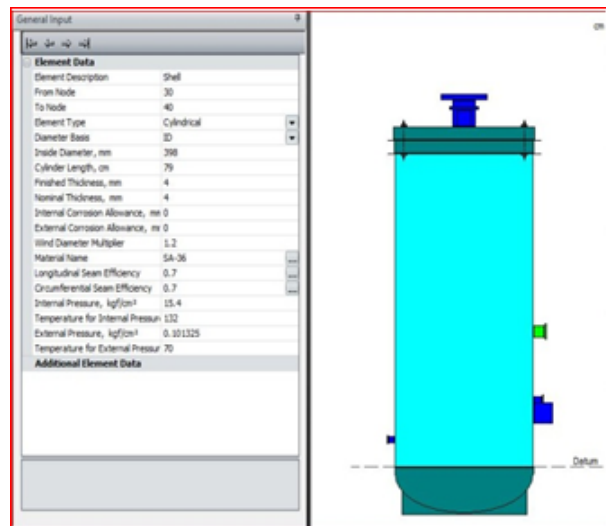 General Input
Element Data
Element Description Shell
From Node 30
To Node 40
Element Type Cylindrical
Diameter Basis ID
Inside Diameter, mm 398
Cylinder Length, cm 79
Finished Thickness, mm 4
Nominal Thickness, mm 4
Internal Corrosion Allowance, mm 0
External Corrosion Allowance, m 0
Wind Diameter Multiplier 1.2
Material Name SA-36
Longitudinal Seam Efficiency 0.7
Circumferential Seam Efficiency 0.7
Internal Pressure, kgf/cm² 15.4
Temperature for Internal Pressur 132
External Pressure, kgf/cm² 0.101325
Temperature for External Pressur 70
Additional Element Data
cm
Datum